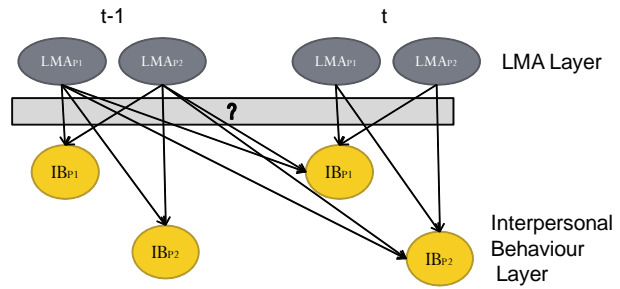 t-1 t
LMAP1 LMAP2 LMAP1 LMAP2 LMA Layer
?
IBP1 IBP1
IBP2 IBP2
Interpersonal
Behaviour
Layer